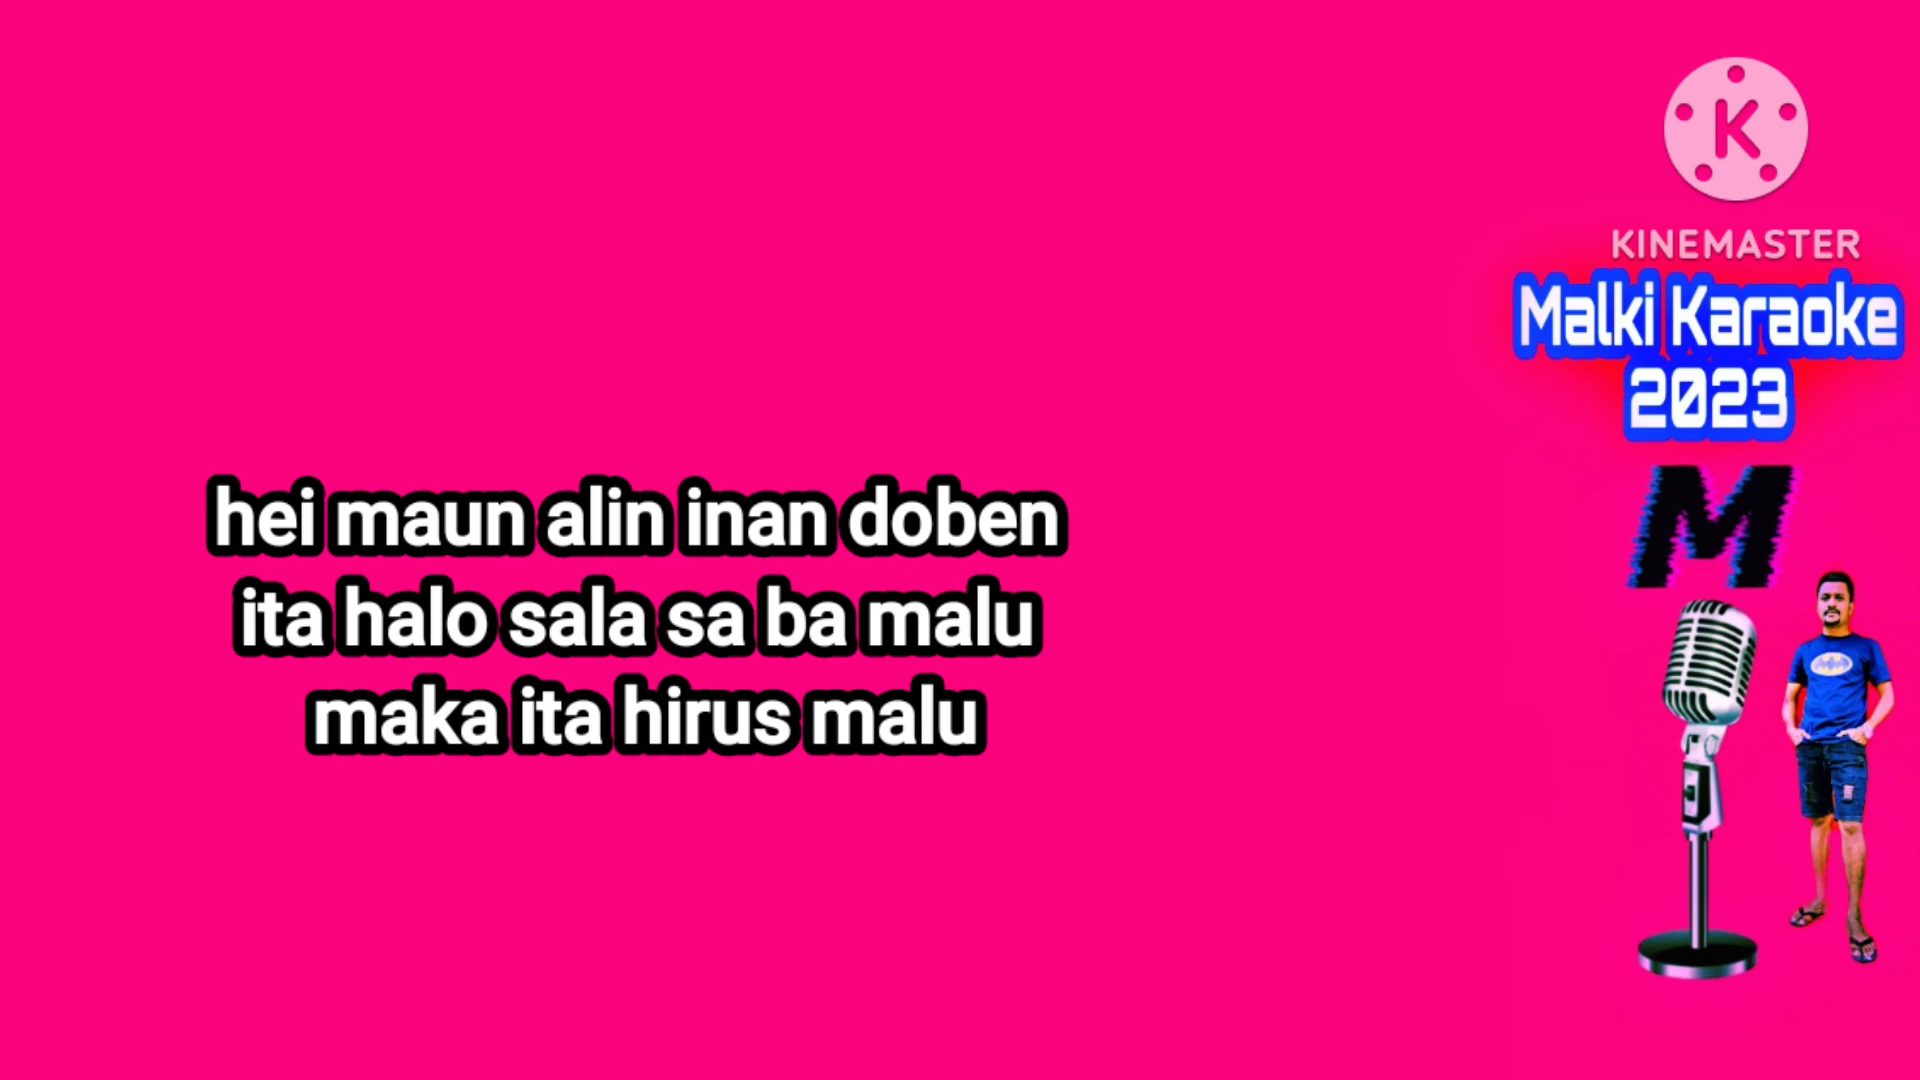 K
KINEMASTER
Malki Karaoke
2023
M
hei maun alin inan doben
ita halo sala sa ba malu
maka ita hirus malu